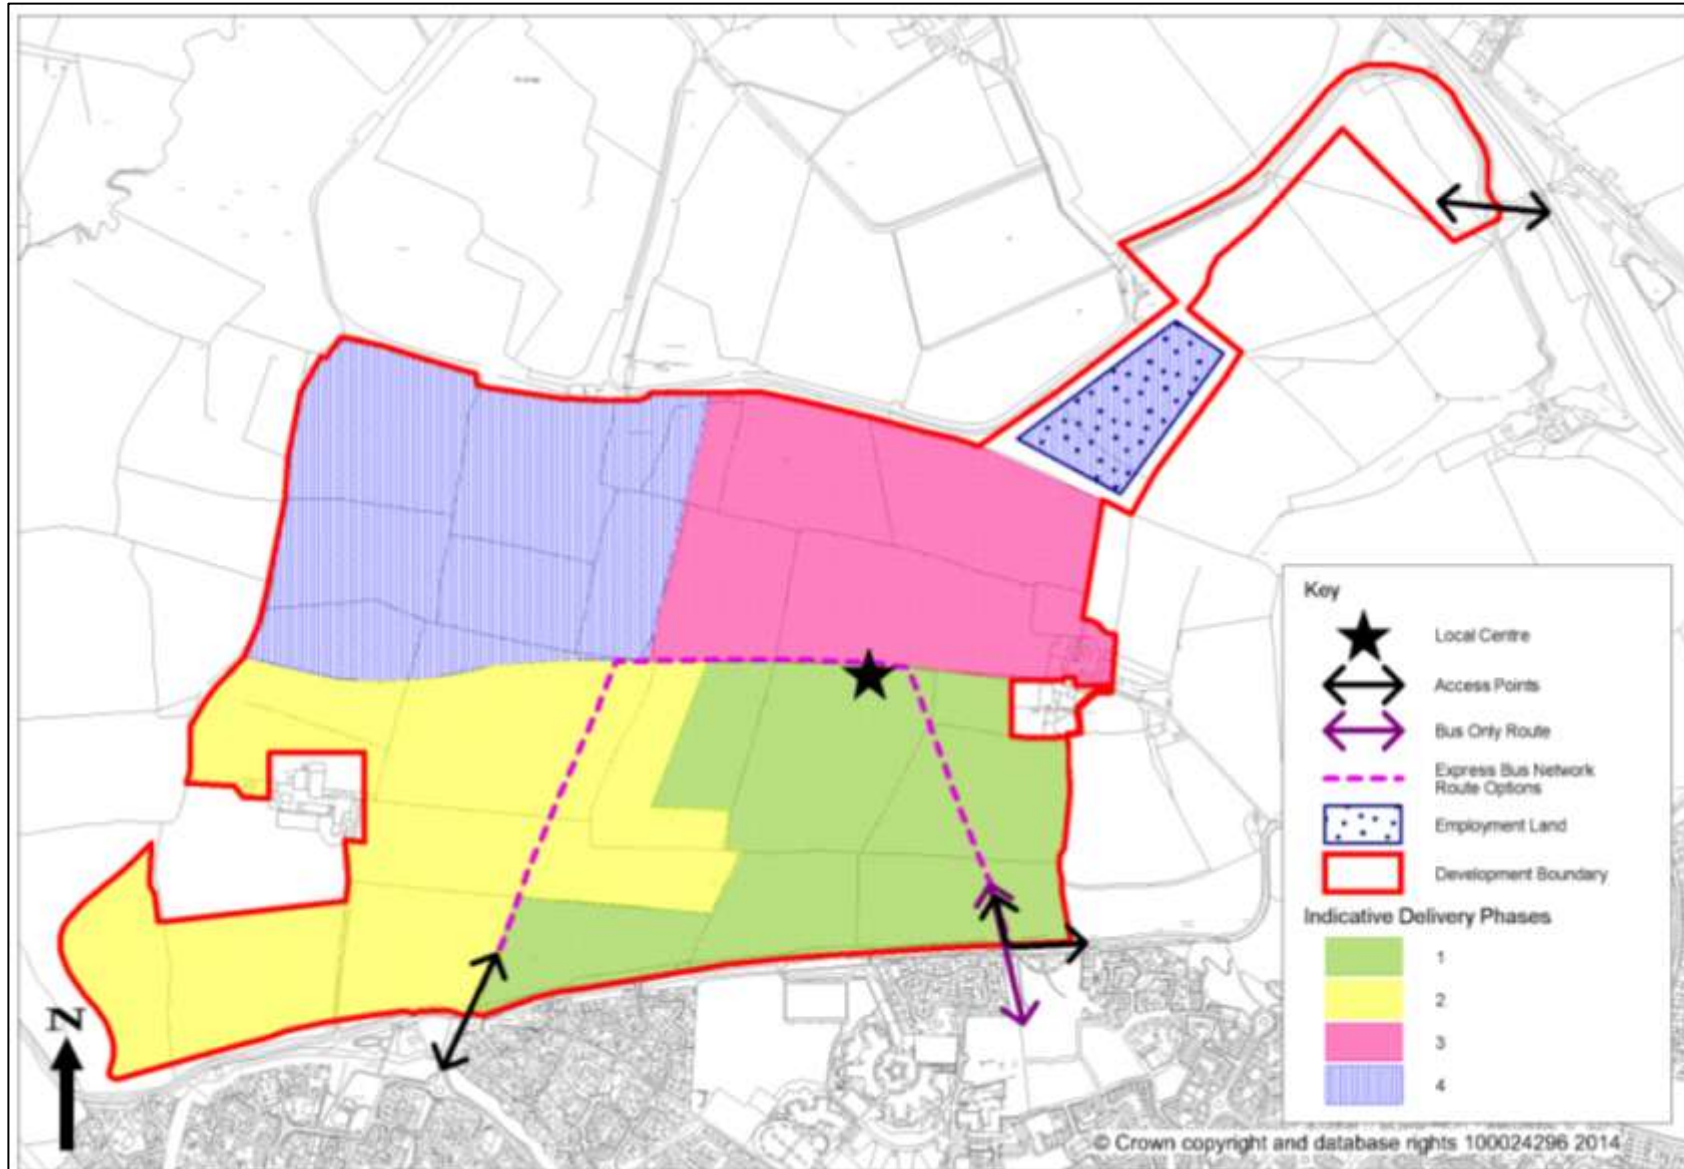 Key
Local Centre
Access Points
Bus Only Route
Express Bus Network
Route Options
Employment Land
Development Boundary
Indicative Delivery Phases
1
2
3
4
N
© Crown copyright and database rights 100024296 2014